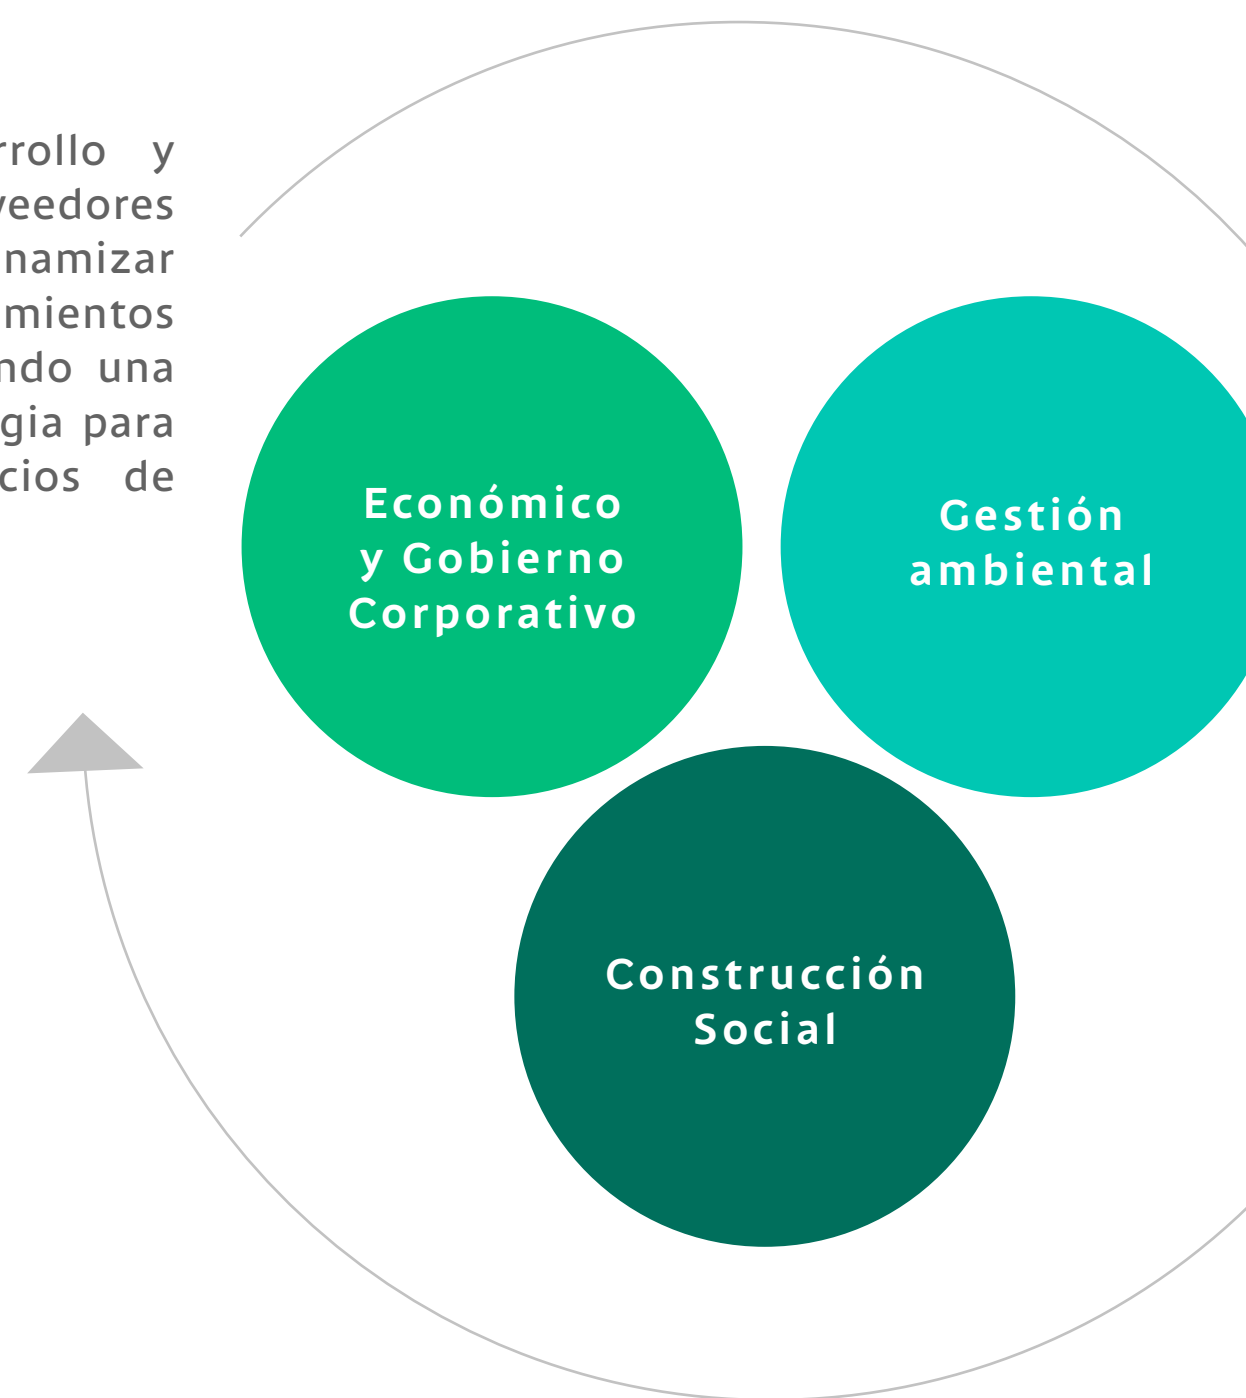 rrollo y
veedores
namizar
mientos
ndo una
gia para
cios de
Económico
y Gobierno
Corporativo
Gestión
ambiental
Construcción
Social